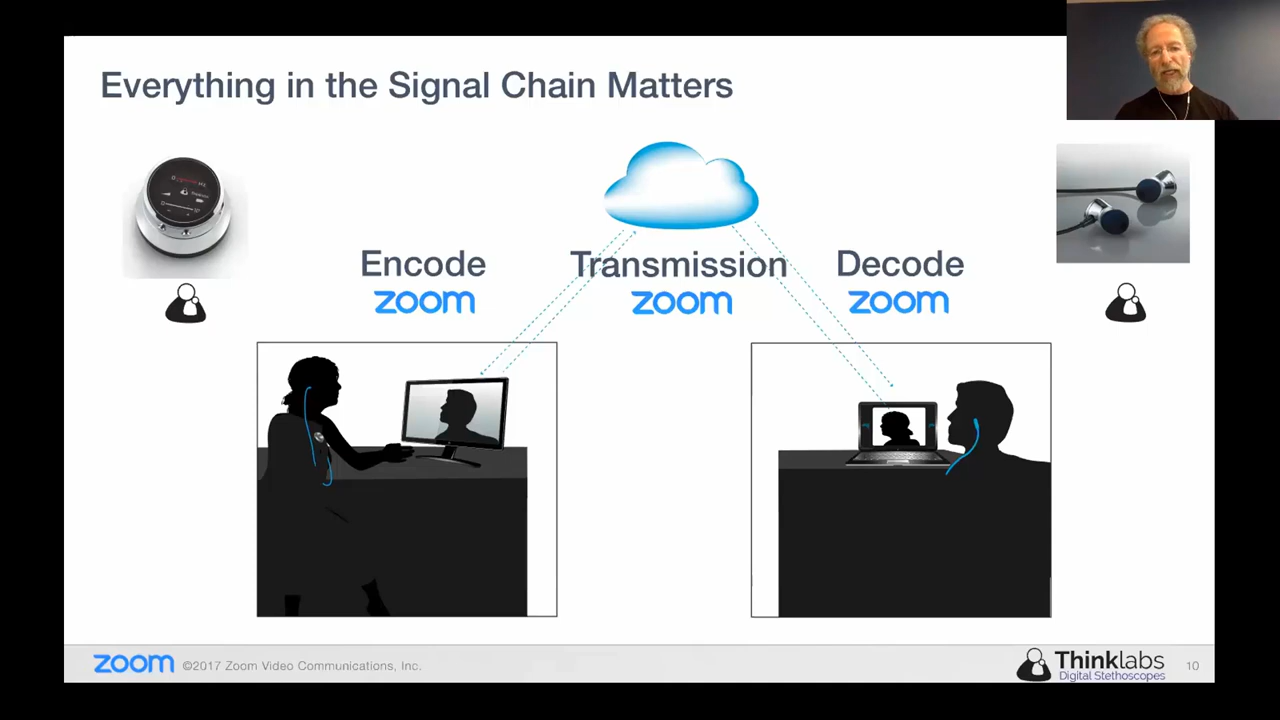 Everything in the Signal Chain Matters
Encode
zoom
Transmission
zoom
Decode
zoom
zoom ©2017 Zoom Video Communications, Inc.
Thinklabs
Digital Stethoscopes
10